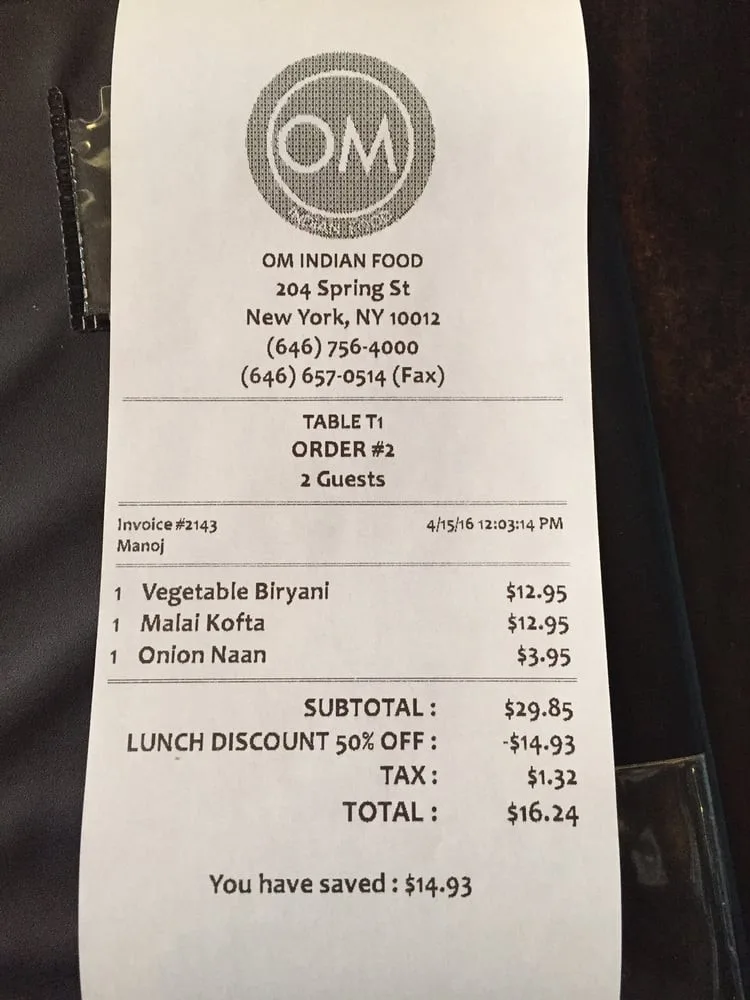 OM
INDIAN FOOD
OM INDIAN FOOD
204 Spring St
New York, NY 10012
(646) 756-4000
(646) 657-0514 (Fax)
TABLE T1
ORDER #2
2 Guests
Invoice #2143 4/15/16 12:03:14 PM
Manoj
1 Vegetable Biryani $12.95
1 Malai Kofta $12.95
1 Onion Naan $3.95
SUBTOTAL : $29.85
LUNCH DISCOUNT 50% OFF : -$14.93
TAX : $1.32
TOTAL : $16.24
You have saved : $14.93